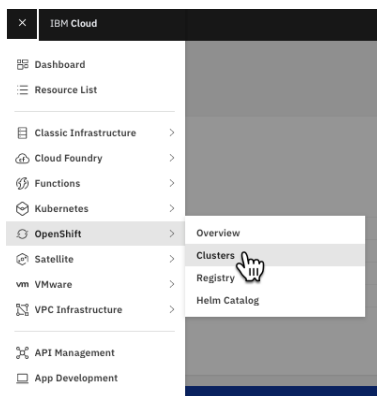 IBM Cloud
Dashboard
Resource List
Classic Infrastructure
Cloud Foundry
Functions
Kubernetes
OpenShift
Satellite
vm VMware
VPC Infrastructure
API Management
App Development
Overview
Clusters
Registry
Helm Catalog